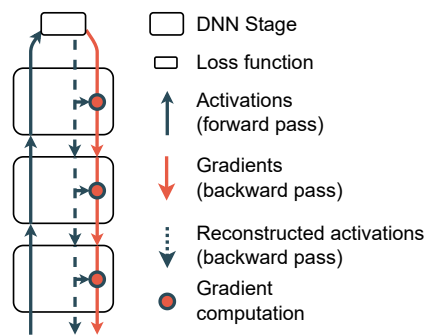 DNN Stage
Loss function
Activations
(forward pass)
Gradients
(backward pass)
Reconstructed activations
(backward pass)
Gradient
computation